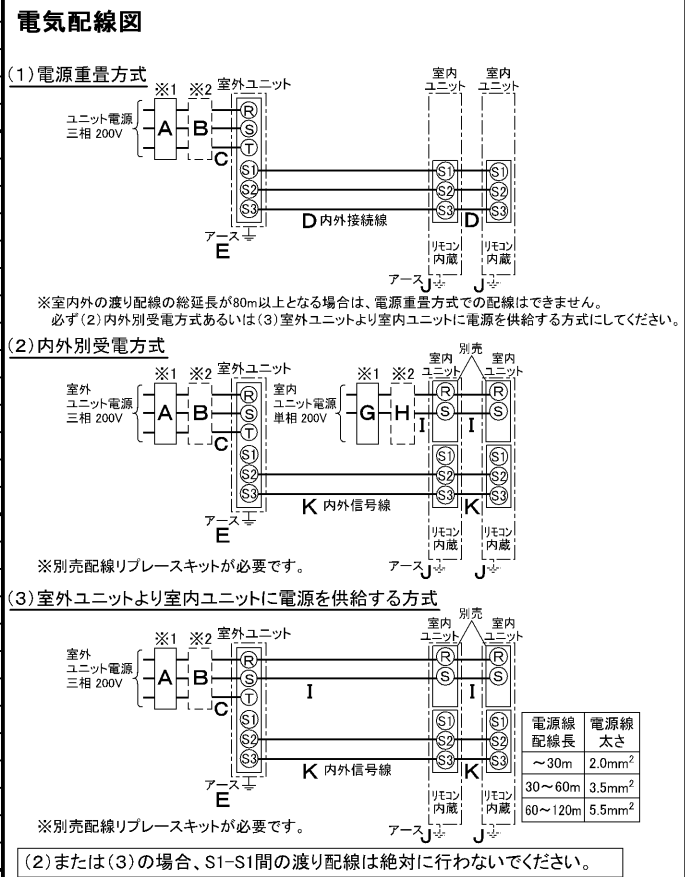 電気配線図
(1)電源重畳方式
※1 ※2 室外ユニット
室内ユニット 室内ユニット
ユニット電源
三相 200V
A B
C
R
S
T
S1
S2
S3
S1 S1
S2 S2
S3 S3
D 内外接続線 D
アース
E
リモコン内蔵 リモコン内蔵
アース J J
※室内外の渡り配線の総延長が80m以上となる場合は、電源重畳方式での配線はできません。
必ず(2)内外別受電方式あるいは(3)室外ユニットより室内ユニットに電源を供給する方式にしてください。
(2)内外別受電方式
別売
※1 ※2 室外ユニット
※1 ※2 室内ユニット 室内ユニット
室外
ユニット電源
三相 200V
A B
C
R
S
T
S1
S2
S3
室内
ユニット電源
単相 200V
G H
I I
R R
S S
S1 S1
S2 S2
S3 S3
K 内外信号線 K
アース
E
リモコン内蔵 リモコン内蔵
アース J J
※別売配線リプレースキットが必要です。
(3)室外ユニットより室内ユニットに電源を供給する方式
別売
※1 ※2 室外ユニット
室内ユニット 室内ユニット
室外
ユニット電源
三相 200V
A B
C
R
S
T
S1
S2
S3
I I
R R
S S
S1 S1
S2 S2
S3 S3
K 内外信号線 K
アース
E
リモコン内蔵 リモコン内蔵
アース J J
電源線配線長 電源線太さ
~30m 2.0mm²
30~60m 3.5mm²
60~120m 5.5mm²
※別売配線リプレースキットが必要です。
(2)または(3)の場合、S1-S1間の渡り配線は絶対に行わないでください。